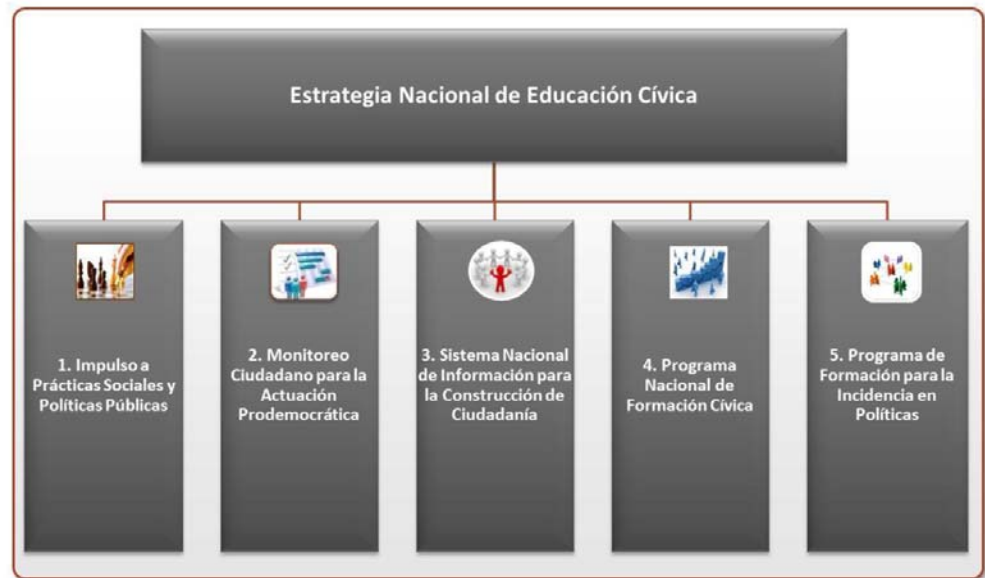 Estrategia Nacional de Educación Cívica
1. Impulso a
Prácticas Sociales y
Políticas Públicas
2. Monitoreo
Ciudadano para la
Actuación
Prodemocrática
3. Sistema Nacional
de Información para
la Construcción de
Ciudadanía
4. Programa
Nacional de
Formación Cívica
5. Programa de
Formación para la
Incidencia en
Políticas